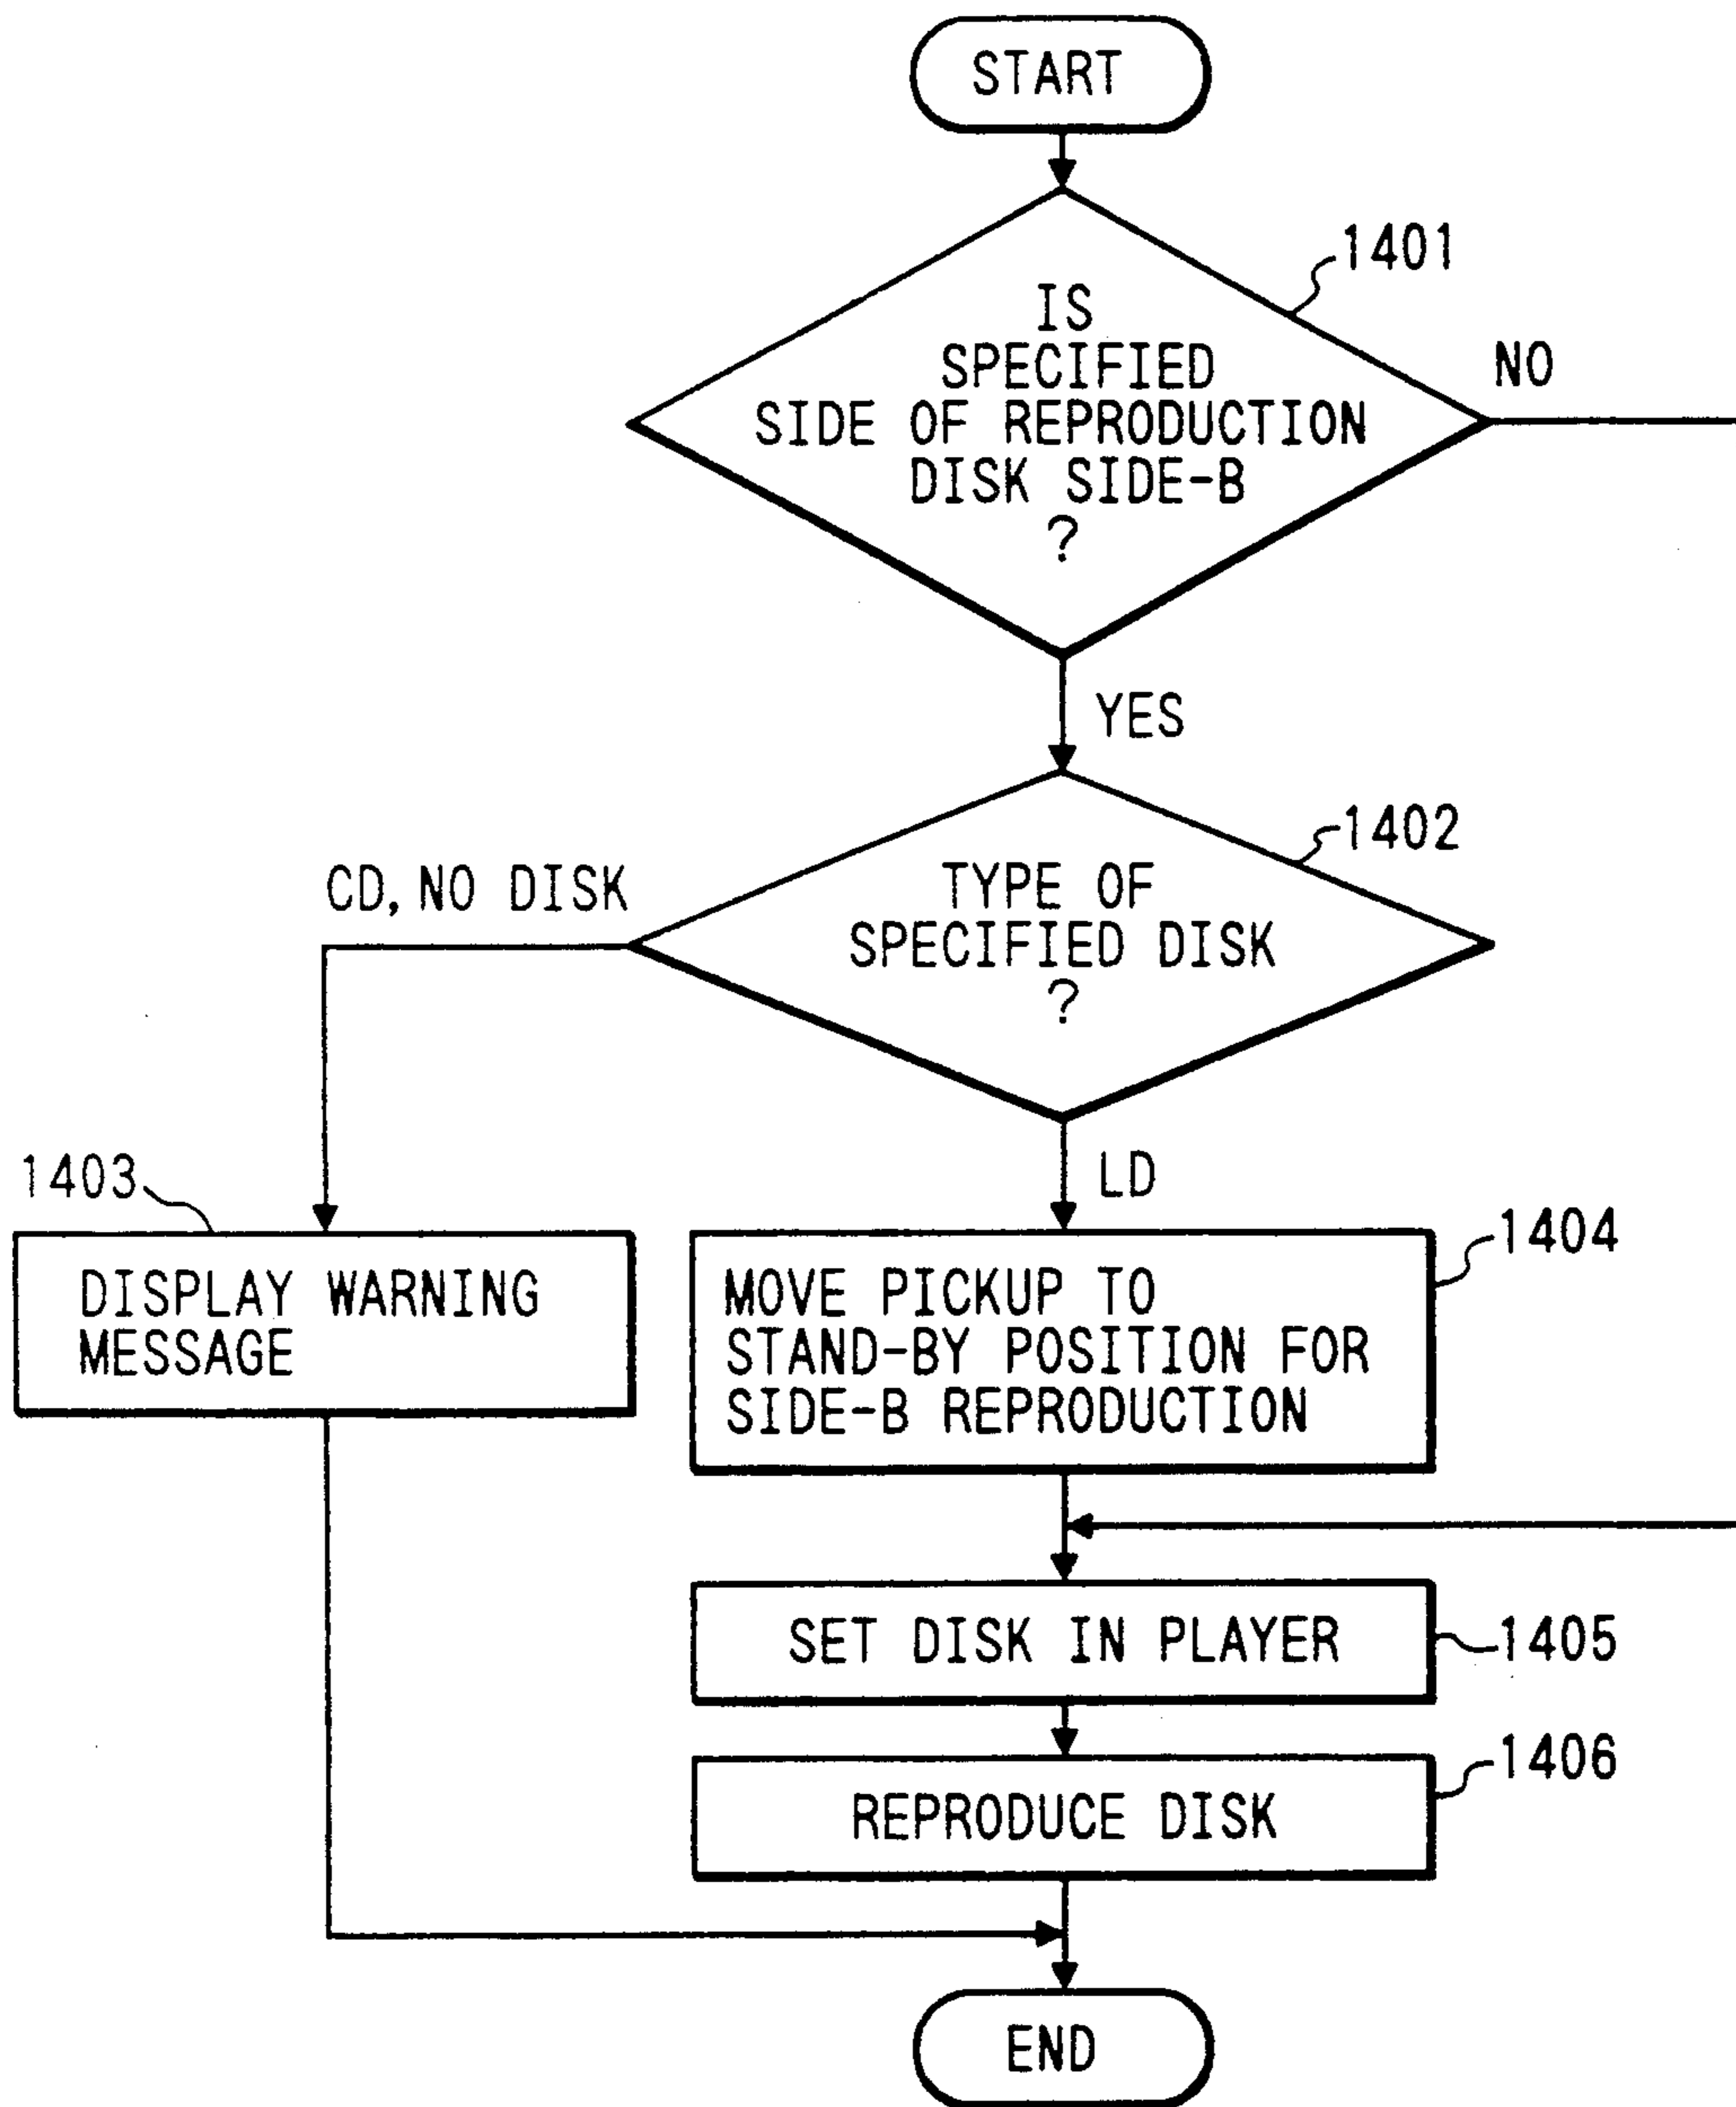 START
1401
IS
SPECIFIED
SIDE OF REPRODUCTION
DISK SIDE-B
?
NO
YES
1402
TYPE OF
SPECIFIED DISK
?
CD, NO DISK
LD
1403
DISPLAY WARNING
MESSAGE
1404
MOVE PICKUP TO
STAND-BY POSITION FOR
SIDE-B REPRODUCTION
SET DISK IN PLAYER
1405
1406
REPRODUCE DISK
END